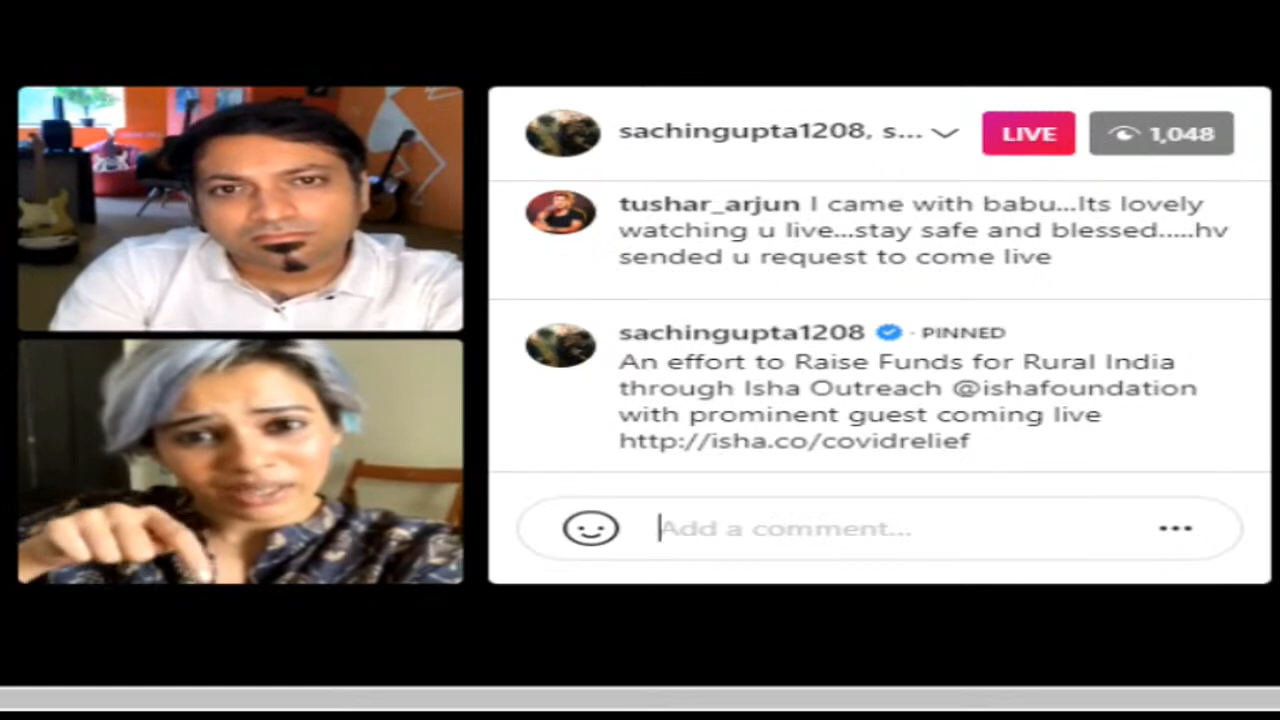 sachingupta1208, s...
LIVE
1,048
tushar_arjun I came with babu...Its lovely
watching u live...stay safe and blessed.....hv
sended u request to come live
sachingupta1208 · PINNED
An effort to Raise Funds for Rural India
through Isha Outreach @ishafoundation
with prominent guest coming live
http://isha.co/covidrelief
Add a comment...